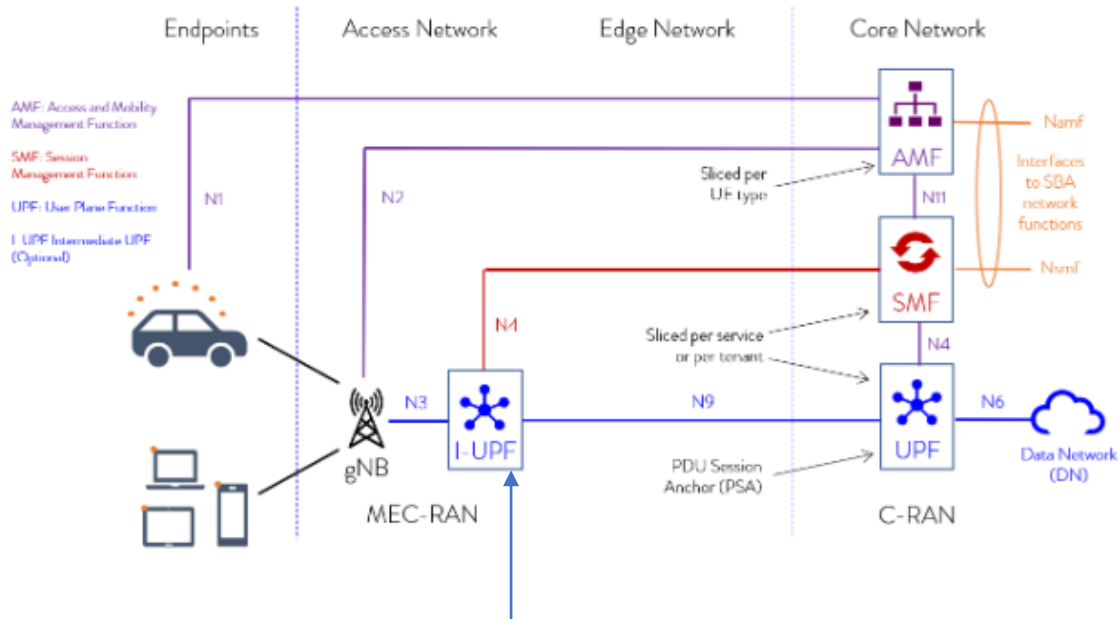 Endpoints
Access Network
Edge Network
Core Network
AMF: Access and Mobility
Management Function
SMF: Session
Management Function
UPF: User Plane Function
I-UPF Intermediate UPF
(Optional)
N1
N2
AMF
Sliced per
UE type
Namf
Interfaces
to SBA
network
functions
N11
Nsmf
SMF
N4
Sliced per service
or per tenant
N4
N3
I-UPF
N9
UPF
N6
gNB
PDU Session
Anchor (PSA)
Data Network
(DN)
MEC-RAN
C-RAN